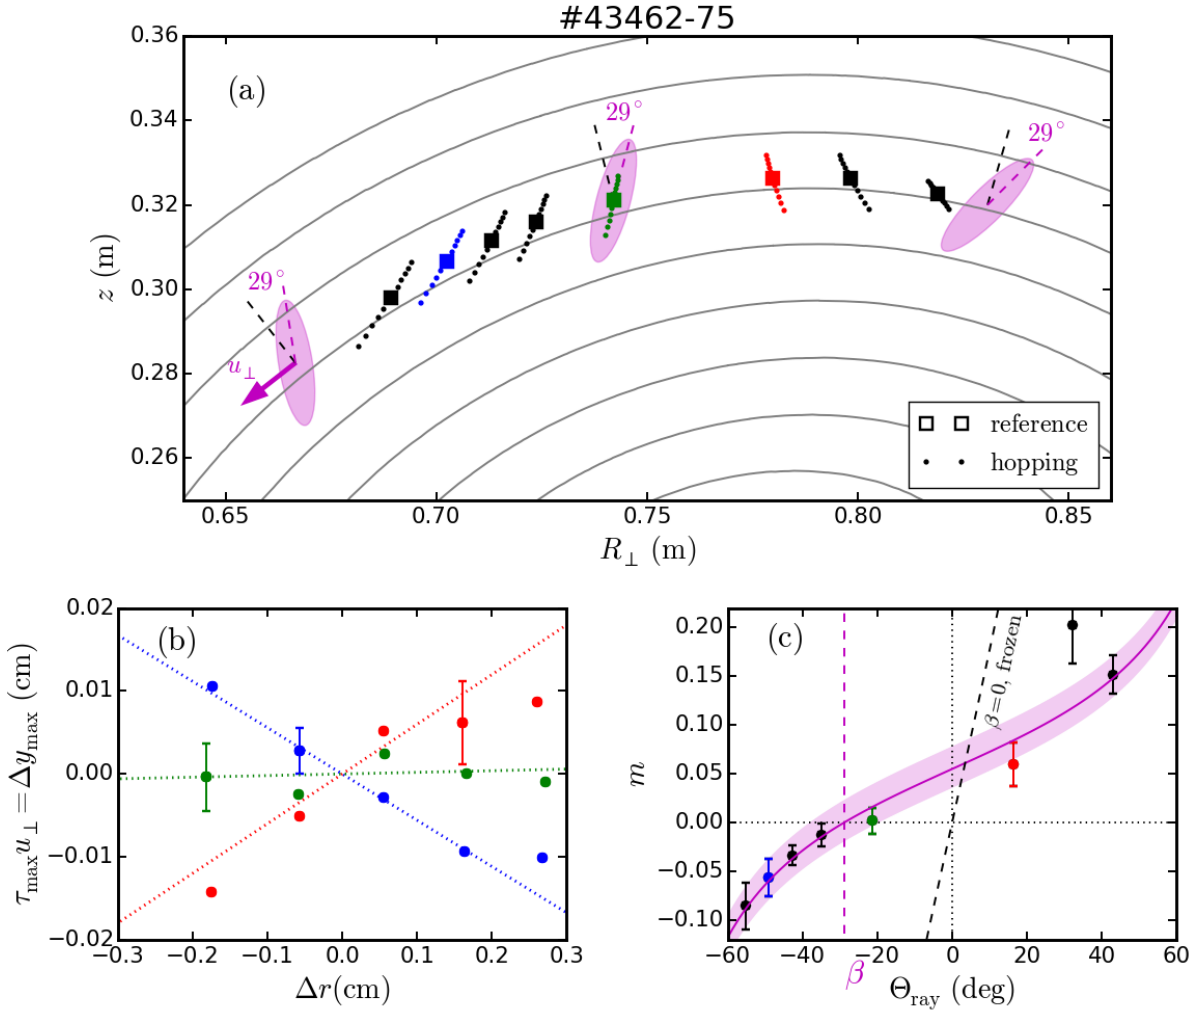 #43462-75
0.36
0.34
0.32
0.30
0.28
0.26
z (m)
(a)
29°
29°
29°
u⊥
reference
hopping
0.65 0.70 0.75 0.80 0.85
R⊥ (m)
0.02
0.01
0.00
−0.01
−0.02
τmax u⊥ = Δymax (cm)
(b)
−0.3 −0.2 −0.1 0.0 0.1 0.2 0.3
Δr(cm)
0.20
0.15
0.10
0.05
0.00
−0.05
−0.10
m
(c)
β=0, frozen
−60 −40 −20 0 20 40 60
β
Θray (deg)